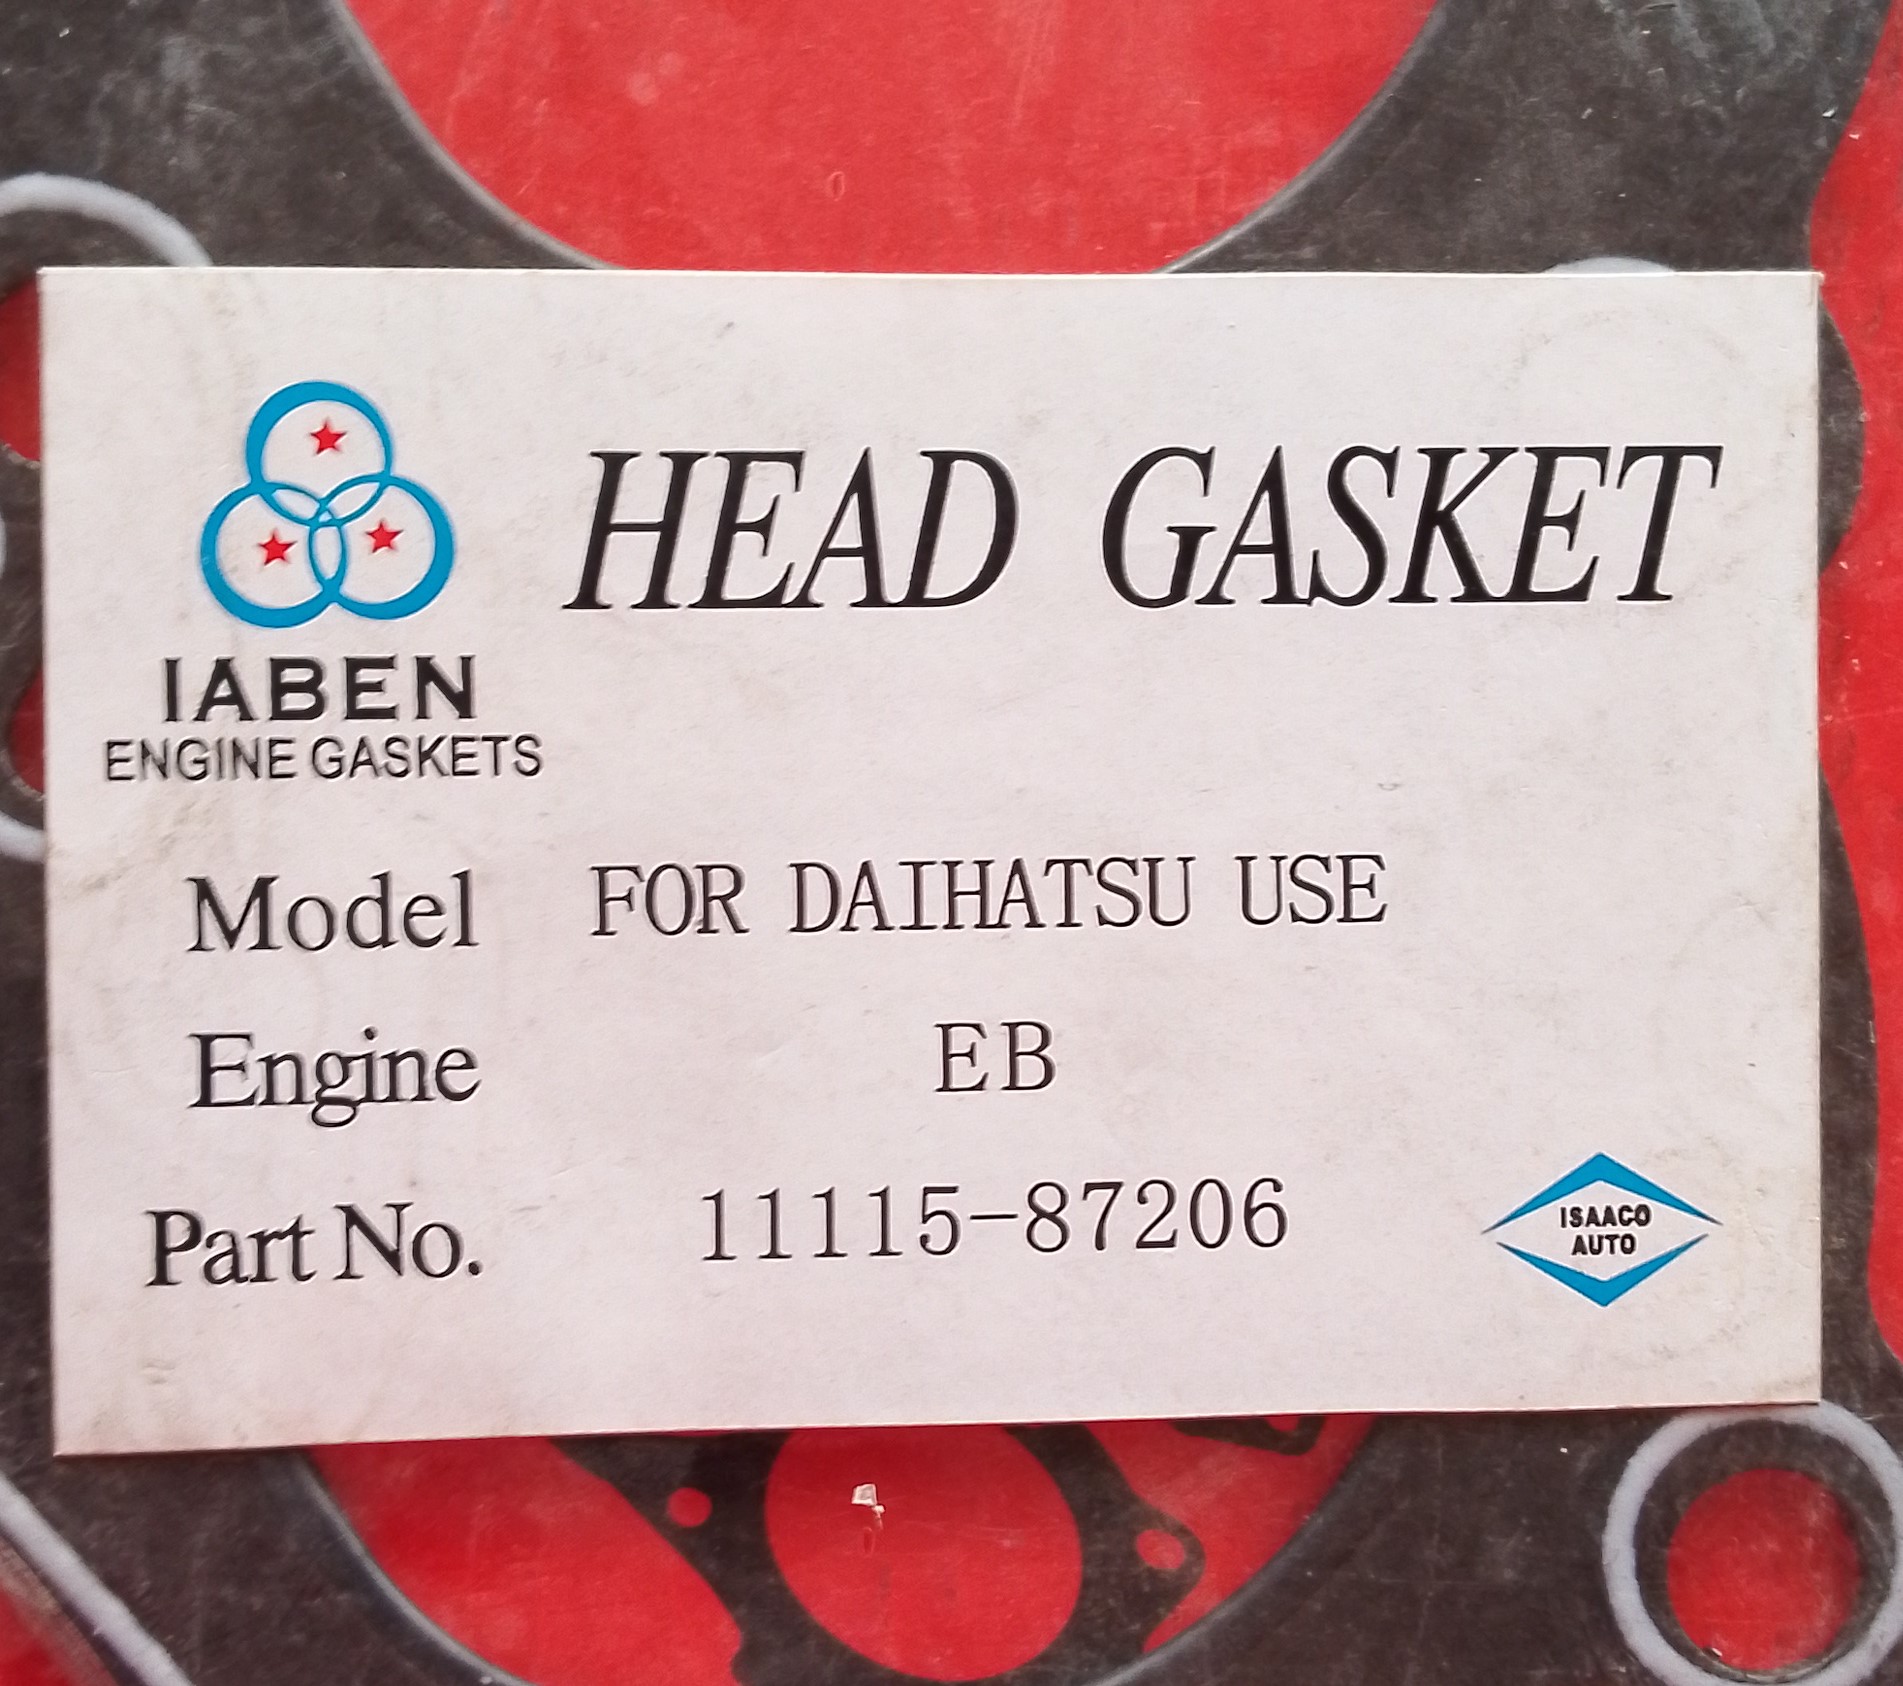 HEAD GASKET
IABEN
ENGINE GASKETS
Model FOR DAIHATSU USE
Engine EB
Part No. 11115-87206
ISAACO
AUTO